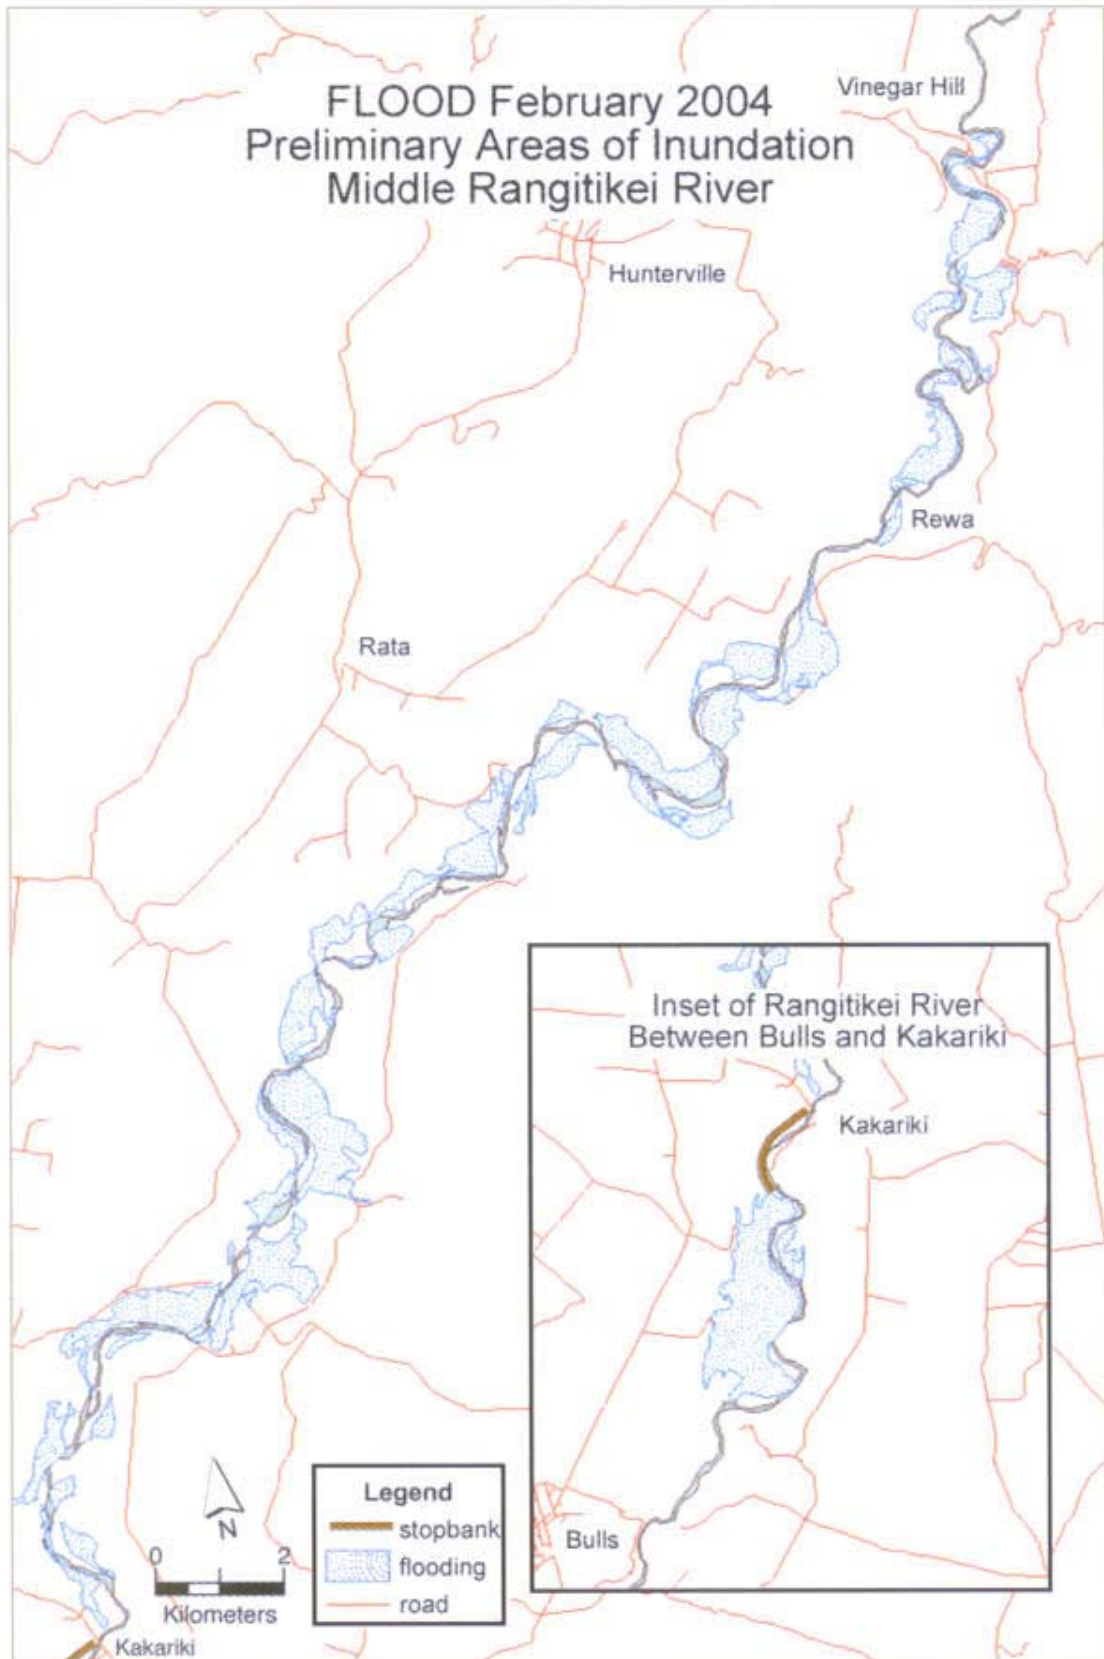 FLOOD February 2004
Preliminary Areas of Inundation
Middle Rangitikei River
Vinegar Hill
Hunterville
Rewa
Rata
Inset of Rangitikei River
Between Bulls and Kakariki
Kakariki
Bulls
N
0 2
Kilometers
Legend
stopbank
flooding
road
Kakariki